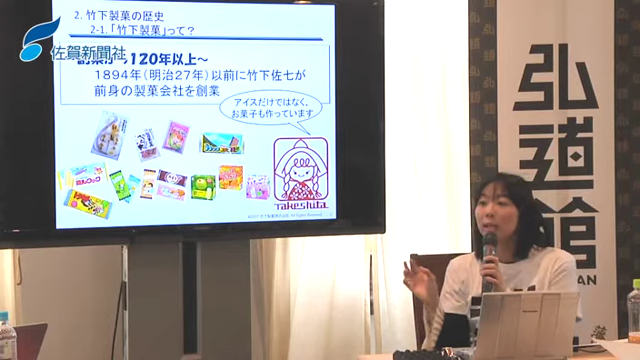 佐賀新聞社
2. 竹下製菓の歴史
2-1.「竹下製菓」って?
120年以上～
1894年(明治27年)以前に竹下佐七が
前身の製菓会社を創業
アイスだけではなく、
お菓子も作っています
Takeshita
弘道館